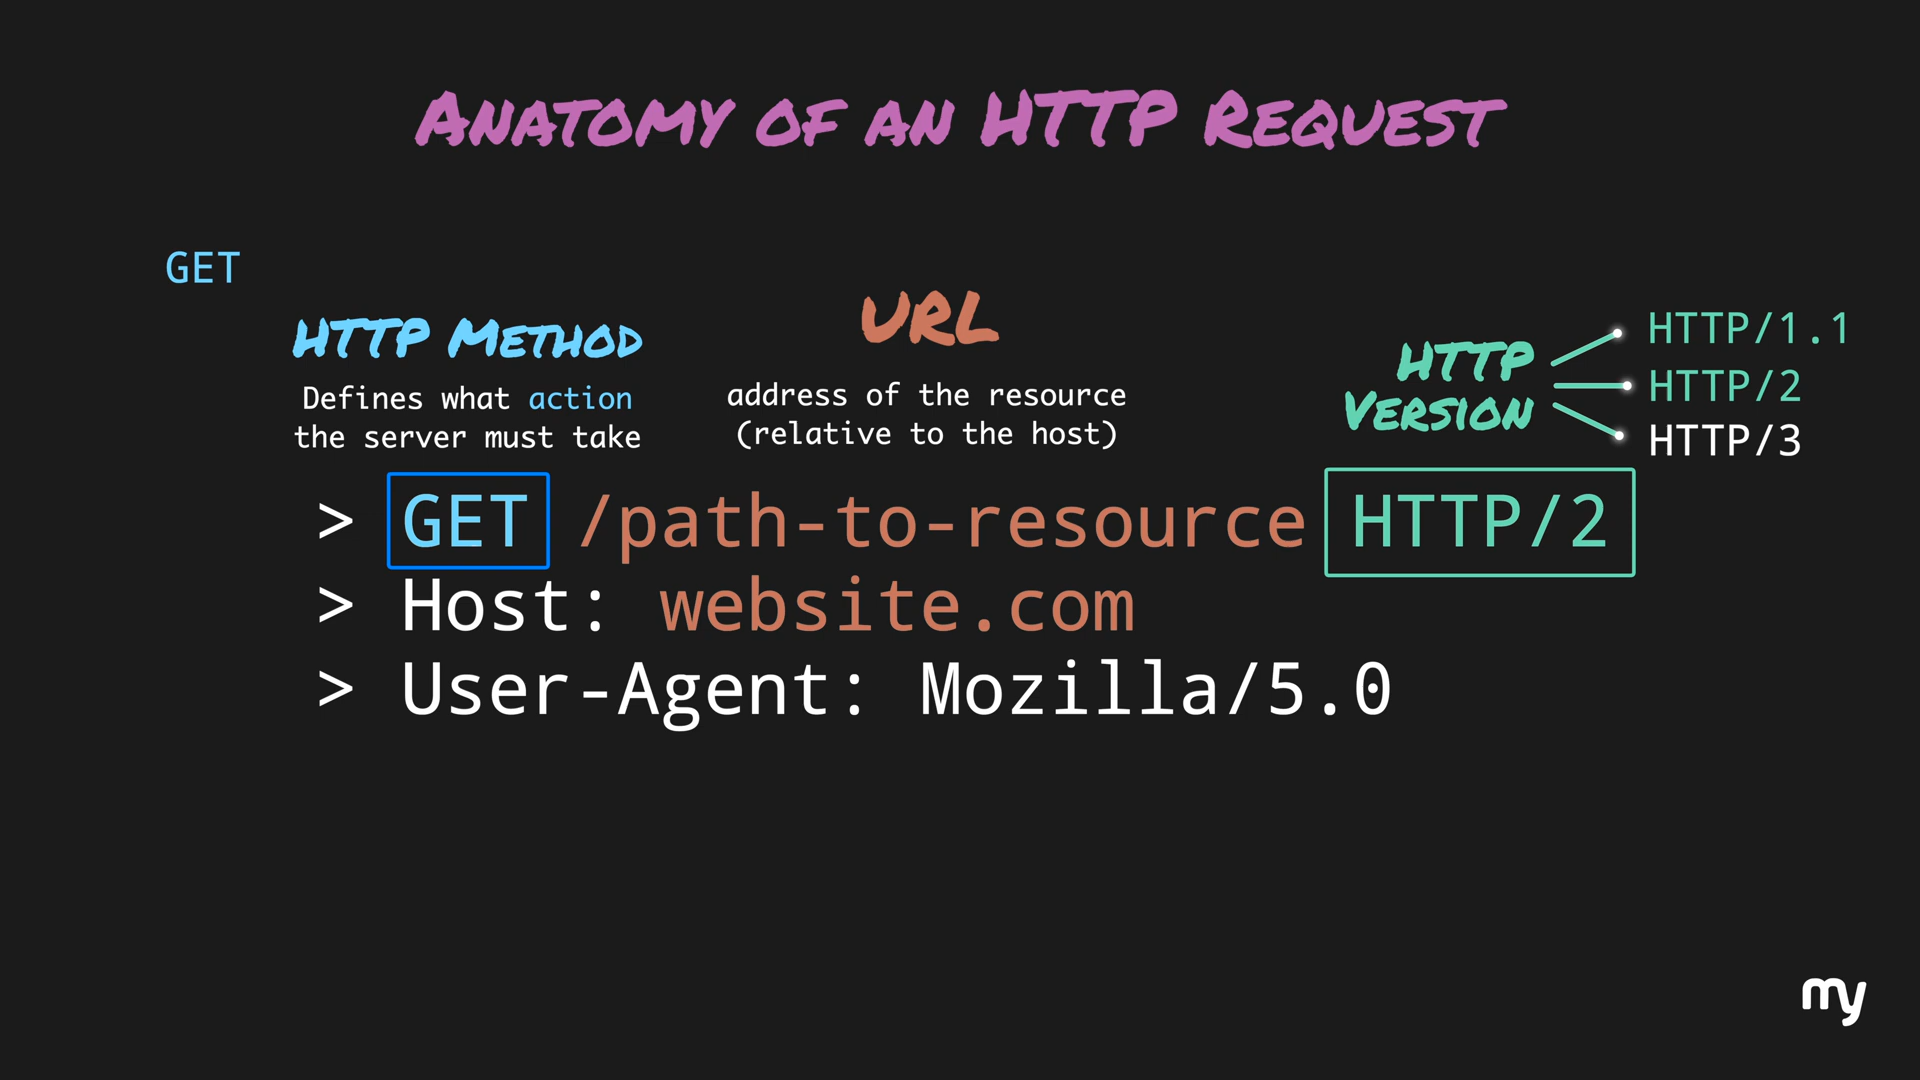 Anatomy of an HTTP Request
GET
HTTP Method
Defines what action
the server must take
URL
address of the resource
(relative to the host)
HTTP
Version
HTTP/1.1
HTTP/2
HTTP/3
> GET /path-to-resource HTTP/2
> Host: website.com
> User-Agent: Mozilla/5.0
my